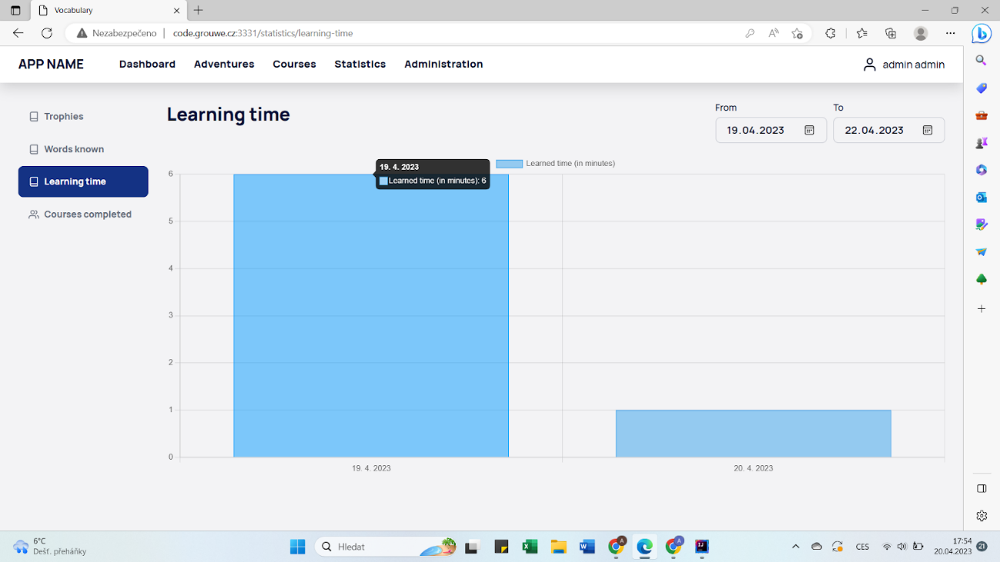 Vocabulary
Nezabezpečeno | code.grouwe.cz:3331/statistics/learning-time
APP NAME Dashboard Adventures Courses Statistics Administration admin admin
Trophies
Words known
Learning time
Courses completed
Learning time
From To
19.04.2023 22.04.2023
Learned time (in minutes)
19. 4. 2023
Learned time (in minutes): 6
6
5
4
3
2
1
0
19. 4. 2023 20. 4. 2023
6°C
Dešť. přeháňky
Hledat
CES
17:54
20.04.2023
21